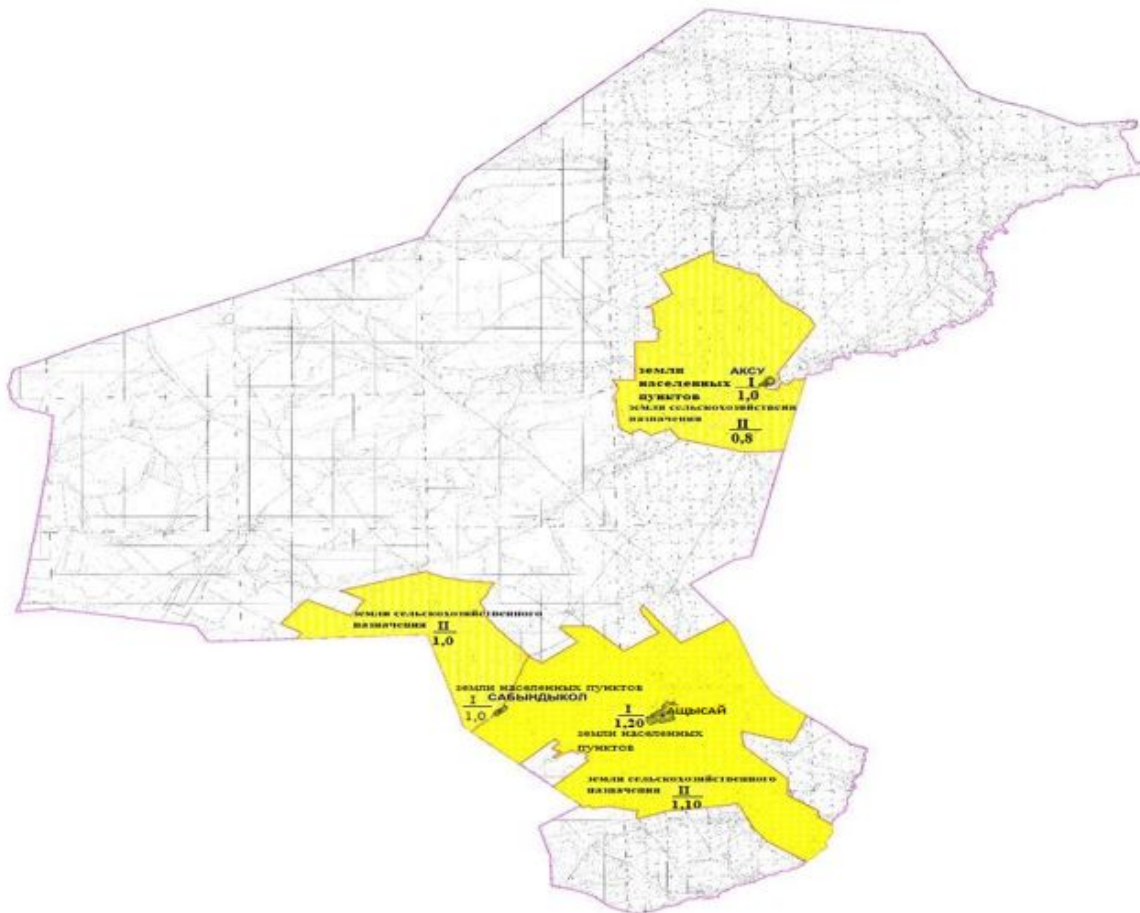 земли АКСУ
населенных I
пунктов 1,0
земли сельскохозяйствен
назначения II
0,8
земли сельскохозяйственного
назначения II
1,0
земли населенных пунктов
I САБЫНДЫКОЛ
1,0
I АЩЫСАЙ
1,20
земли населенных
пунктов
земли сельскохозяйственного
назначения II
1,10